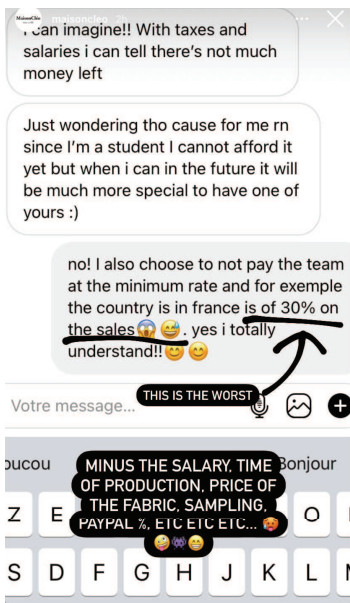 MaisonCléo maisoncleo 2h
I can imagine!! With taxes and
salaries i can tell there's not much
money left
Just wondering tho cause for me rn
since I'm a student I cannot afford it
yet but when i can in the future it will
be much more special to have one of
yours :)
no! I also choose to not pay the team
at the minimum rate and for exemple
the country is in france is of 30% on
the sales😱😅. yes i totally
understand!!😊😊
THIS IS THE WORST
Votre message...
oucou
Bonjour
MINUS THE SALARY, TIME
OF PRODUCTION, PRICE OF
THE FABRIC, SAMPLING,
PAYPAL %, ETC ETC ETC... 🥵
🤪👾😁
Z E O
S D F G H J K L